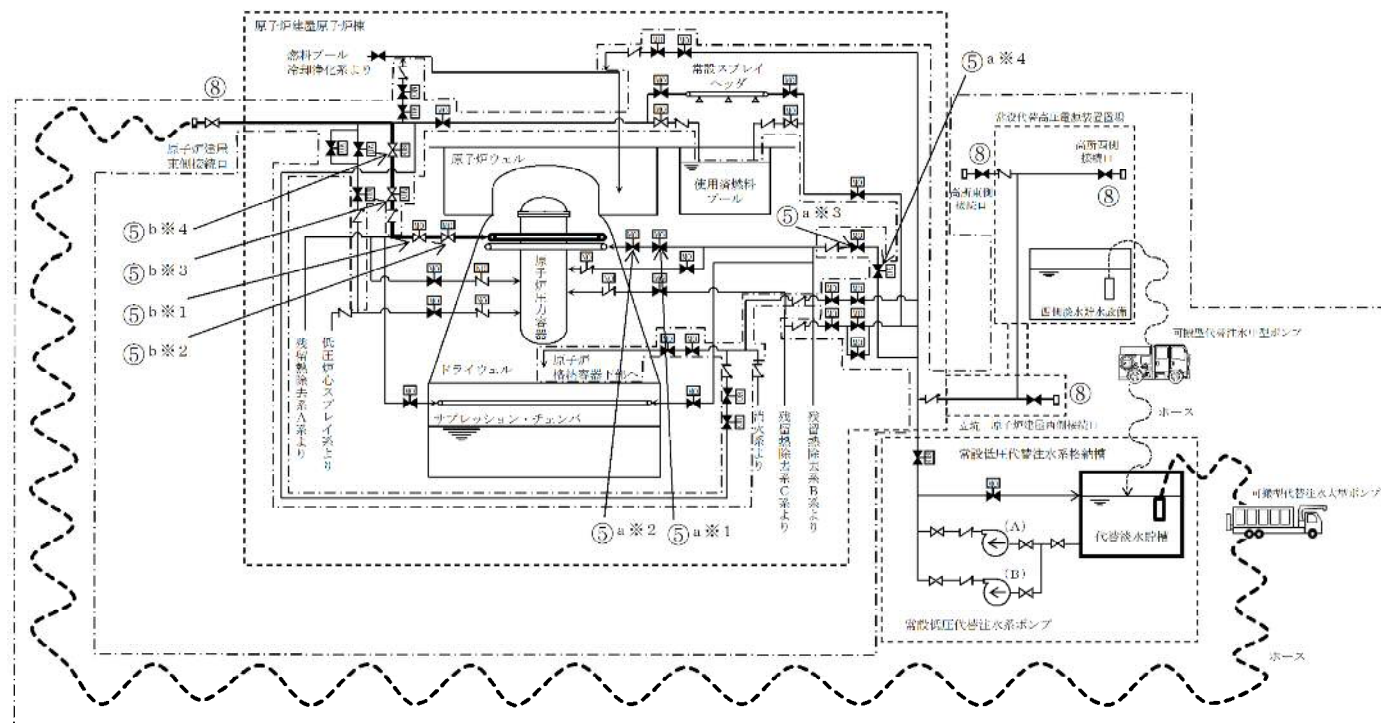 原子炉建屋原子炉棟
燃料プール
冷却浄化系より
⑧
原子炉建屋
東側接続口
常設スプレイ
ヘッダ
⑤a※4
常設代替高圧電源装置置場
高所西側
接続口
⑧
⑧
高所東側
接続口
西側淡水貯水設備
原子炉ウェル
使用済燃料
プール
⑤a※3
⑤b※4
⑤b※3
⑤b※1
⑤b※2
原子炉圧力容器
原子炉
格納容器下部へ
ドライウェル
サプレッション・チェンバ
残留熱除去系A系より
低圧炉心スプレイ系より
消火系より
残留熱除去系C系より
残留熱除去系B系より
⑤a※2
⑤a※1
可搬型代替注水中型ポンプ
ホース
⑧
立坑
原子炉建屋西側接続口
常設低圧代替注水系格納槽
(A)
(B)
代替淡水貯槽
常設低圧代替注水系ポンプ
可搬型代替注水大型ポンプ
ホース